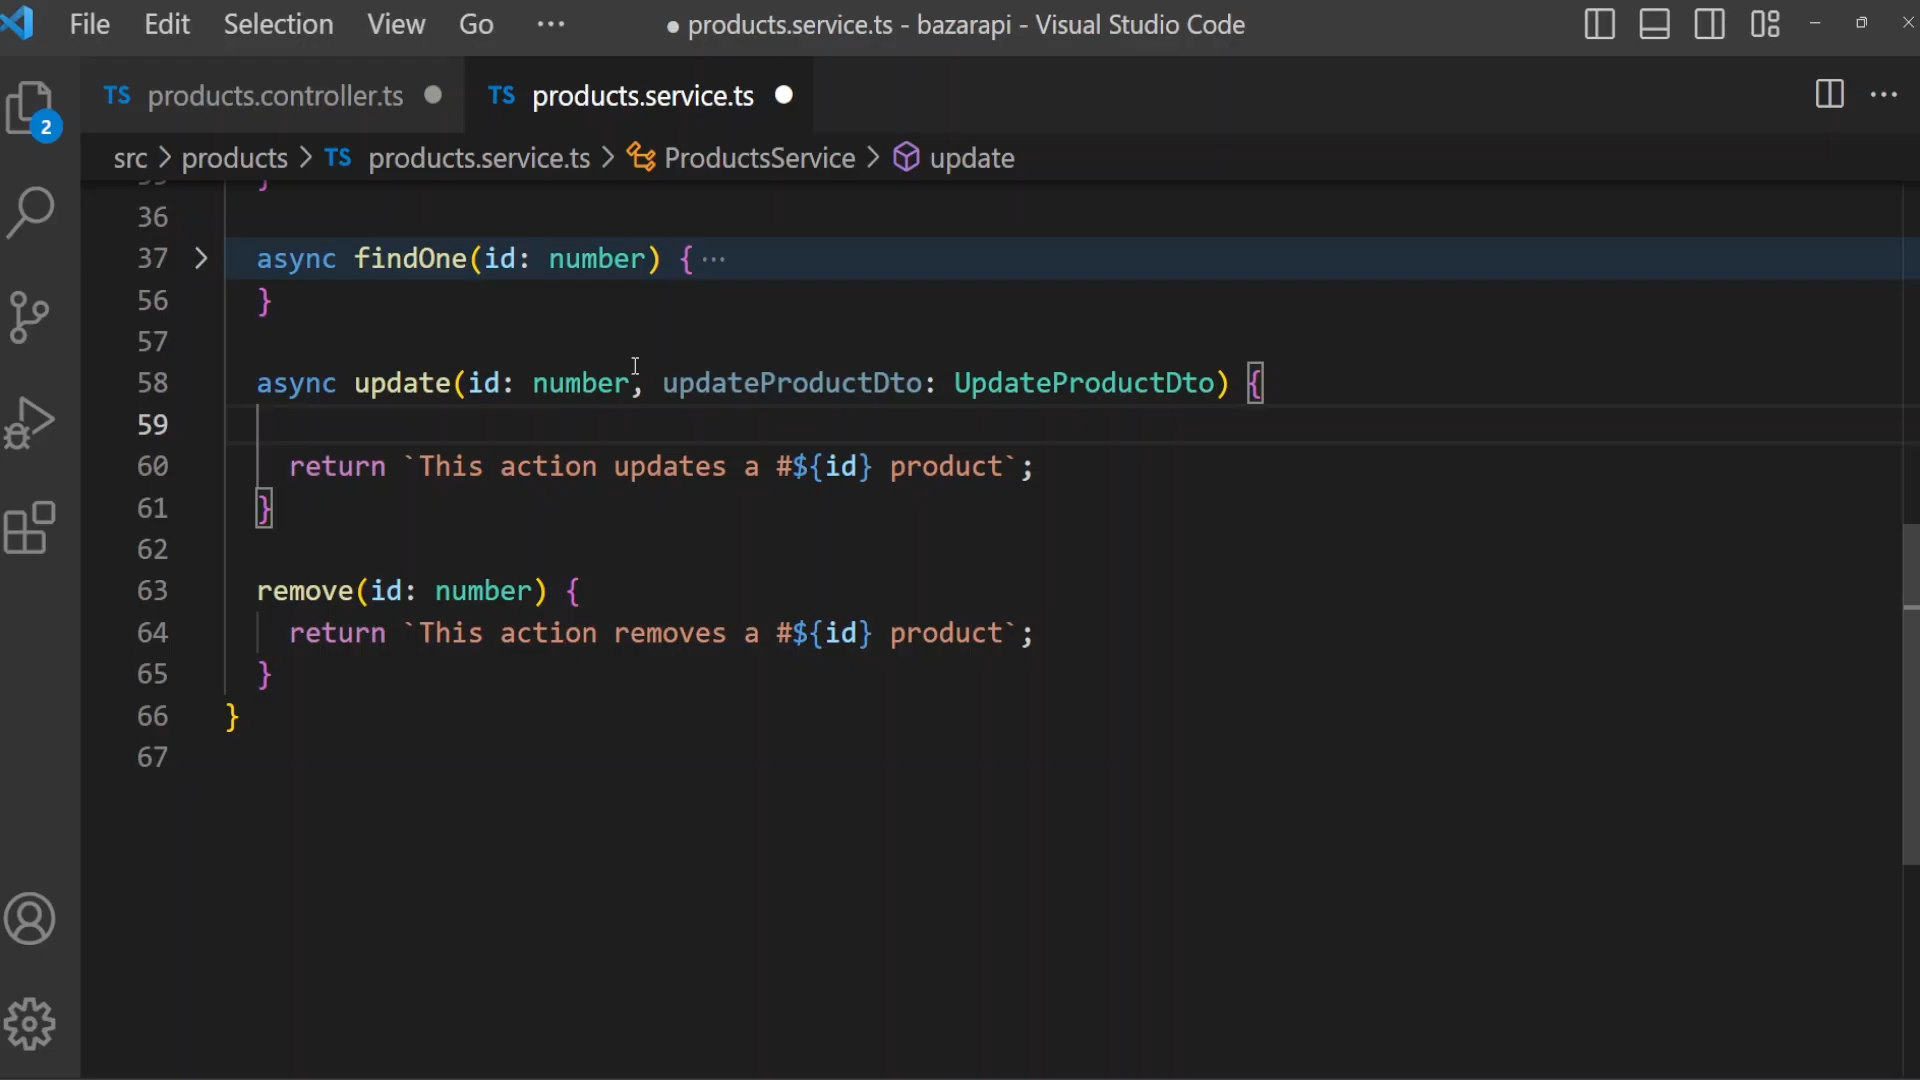 File Edit Selection View Go ··· ● products.service.ts - bazarapi - Visual Studio Code
TS products.controller.ts ● TS products.service.ts ●
2
src > products > TS products.service.ts > ProductsService > update
36
37 > async findOne(id: number) { ···
56 }
57
58 async update(id: number, updateProductDto: UpdateProductDto) {
59
60 return `This action updates a #${id} product`;
61 }
62
63 remove(id: number) {
64 return `This action removes a #${id} product`;
65 }
66 }
67